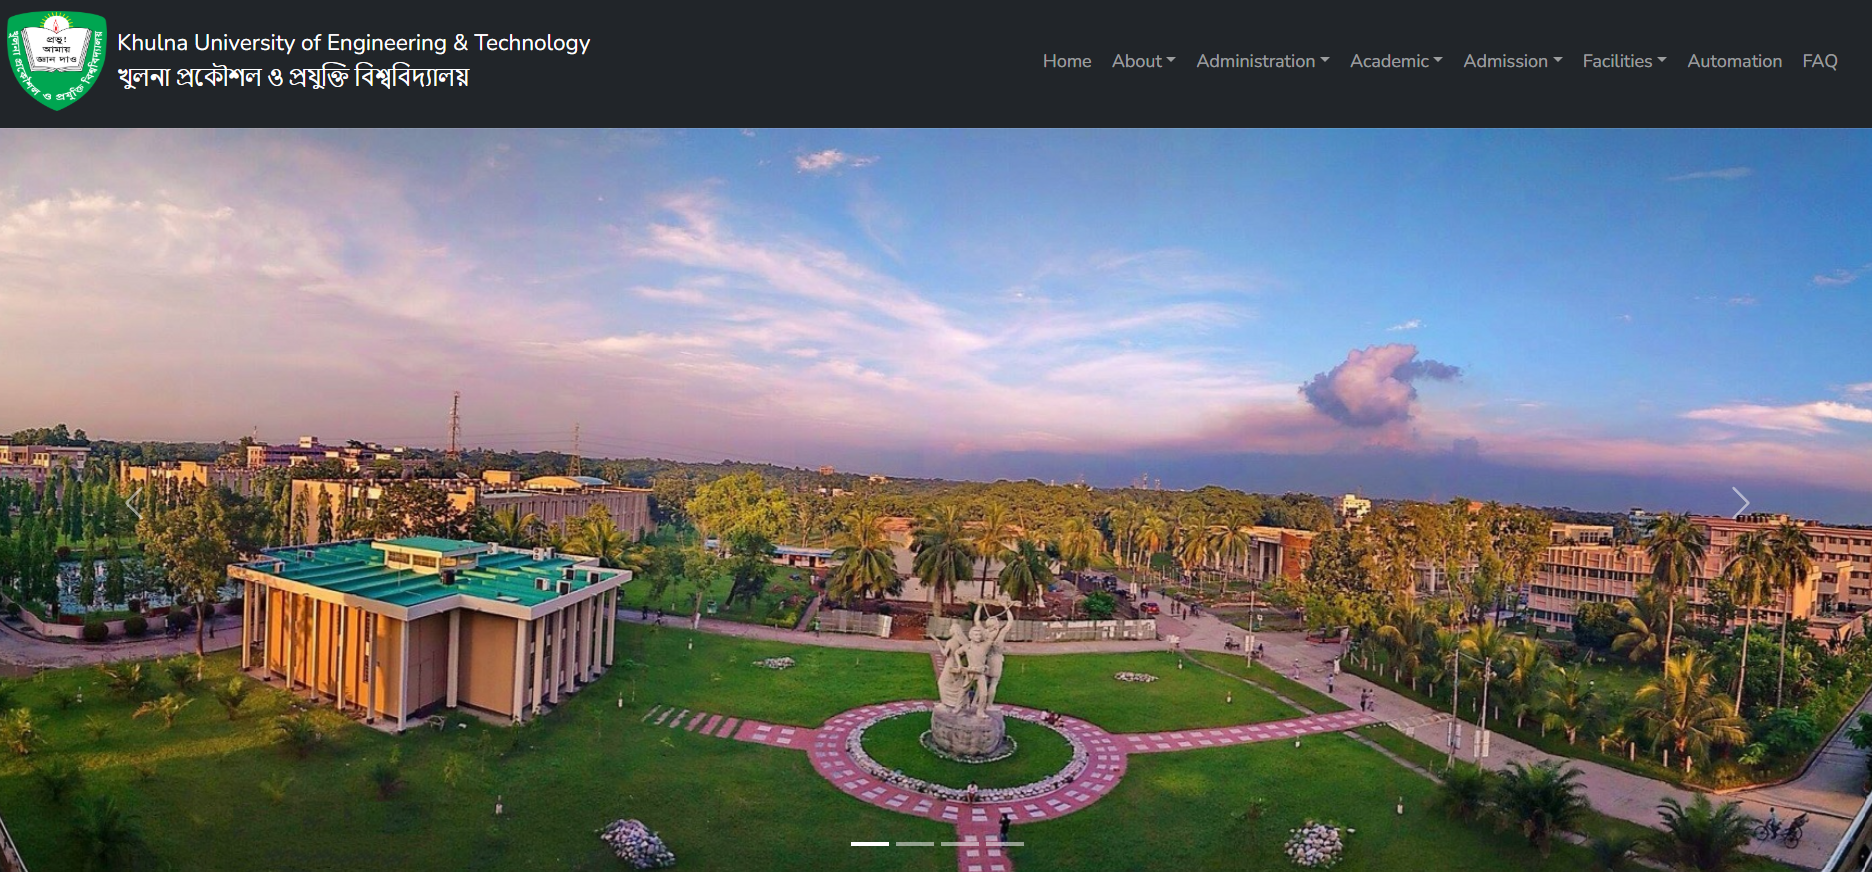 প্রভু!
আমায়
জ্ঞান দাও
খুলনা প্রকৌশল ও প্রযুক্তি বিশ্ববিদ্যালয়
Khulna University of Engineering & Technology
খুলনা প্রকৌশল ও প্রযুক্তি বিশ্ববিদ্যালয়
Home About Administration Academic Admission Facilities Automation FAQ